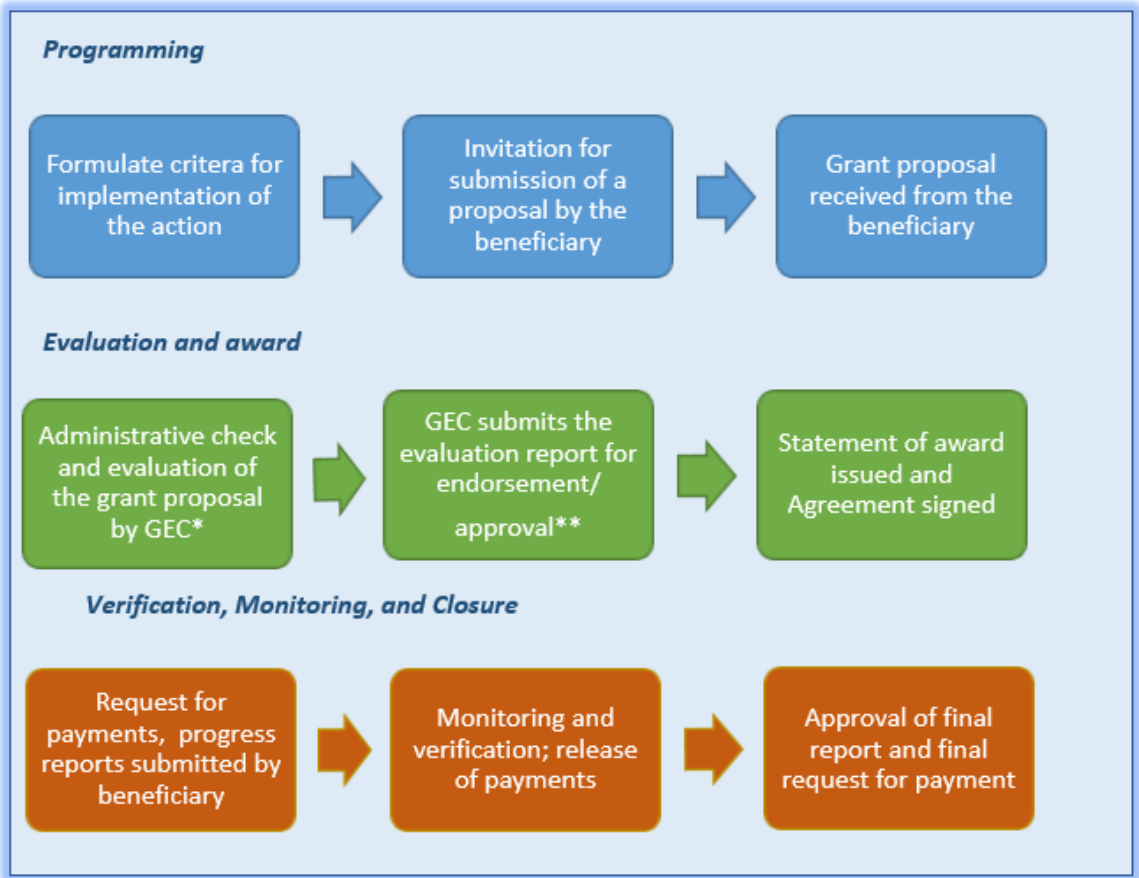 Programming
Formulate critera for
implementation of
the action
Invitation for
submission of a
proposal by the
beneficiary
Grant proposal
received from the
beneficiary
Evaluation and award
Administrative check
and evaluation of
the grant proposal
by GEC*
GEC submits the
evaluation report for
endorsement/
approval**
Statement of award
issued and
Agreement signed
Verification, Monitoring, and Closure
Request for
payments, progress
reports submitted by
beneficiary
Monitoring and
verification; release
of payments
Approval of final
report and final
request for payment